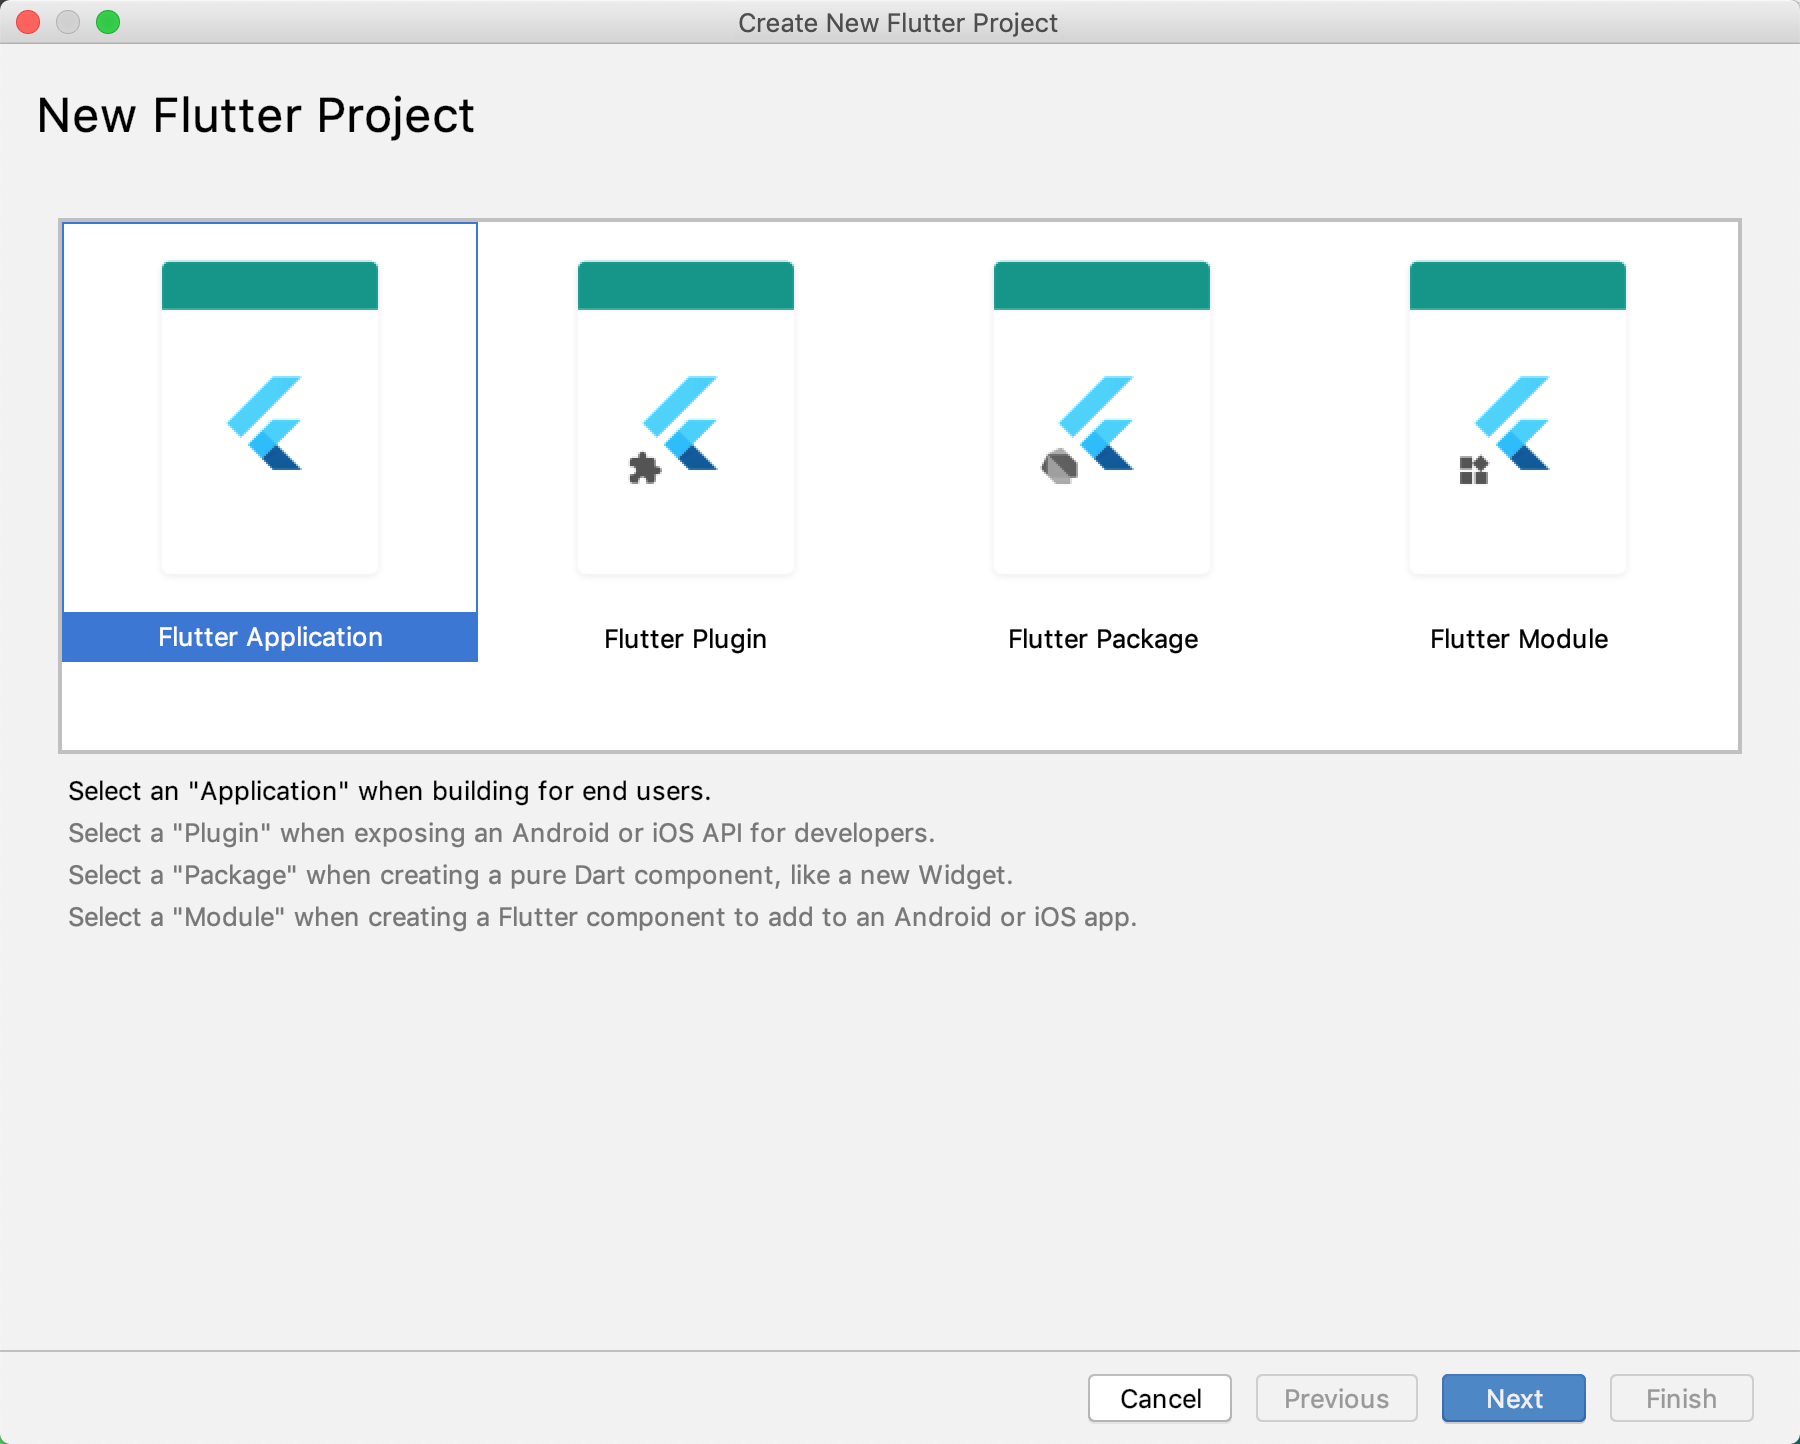 Create New Flutter Project
New Flutter Project
Flutter Application
Flutter Plugin
Flutter Package
Flutter Module
Select an "Application" when building for end users.
Select a "Plugin" when exposing an Android or iOS API for developers.
Select a "Package" when creating a pure Dart component, like a new Widget.
Select a "Module" when creating a Flutter component to add to an Android or iOS app.
Cancel
Previous
Next
Finish